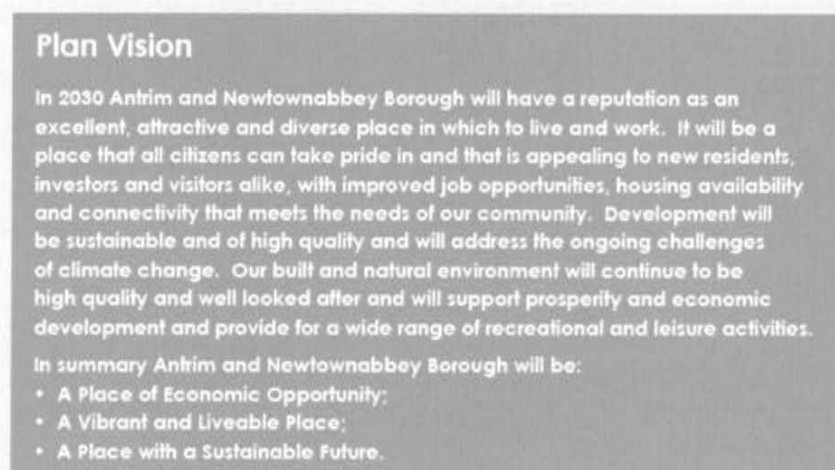 Plan Vision
In 2030 Antrim and Newtownabbey Borough will have a reputation as an
excellent, attractive and diverse place in which to live and work.  It will be a
place that all citizens can take pride in and that is appealing to new residents,
investors and visitors alike, with improved job opportunities, housing availability
and connectivity that meets the needs of our community.  Development will
be sustainable and of high quality and will address the ongoing challenges
of climate change.  Our built and natural environment will continue to be
high quality and well looked after and will support prosperity and economic
development and provide for a wide range of recreational and leisure activities.
In summary Antrim and Newtownabbey Borough will be:
• A Place of Economic Opportunity;
• A Vibrant and Liveable Place;
• A Place with a Sustainable Future.